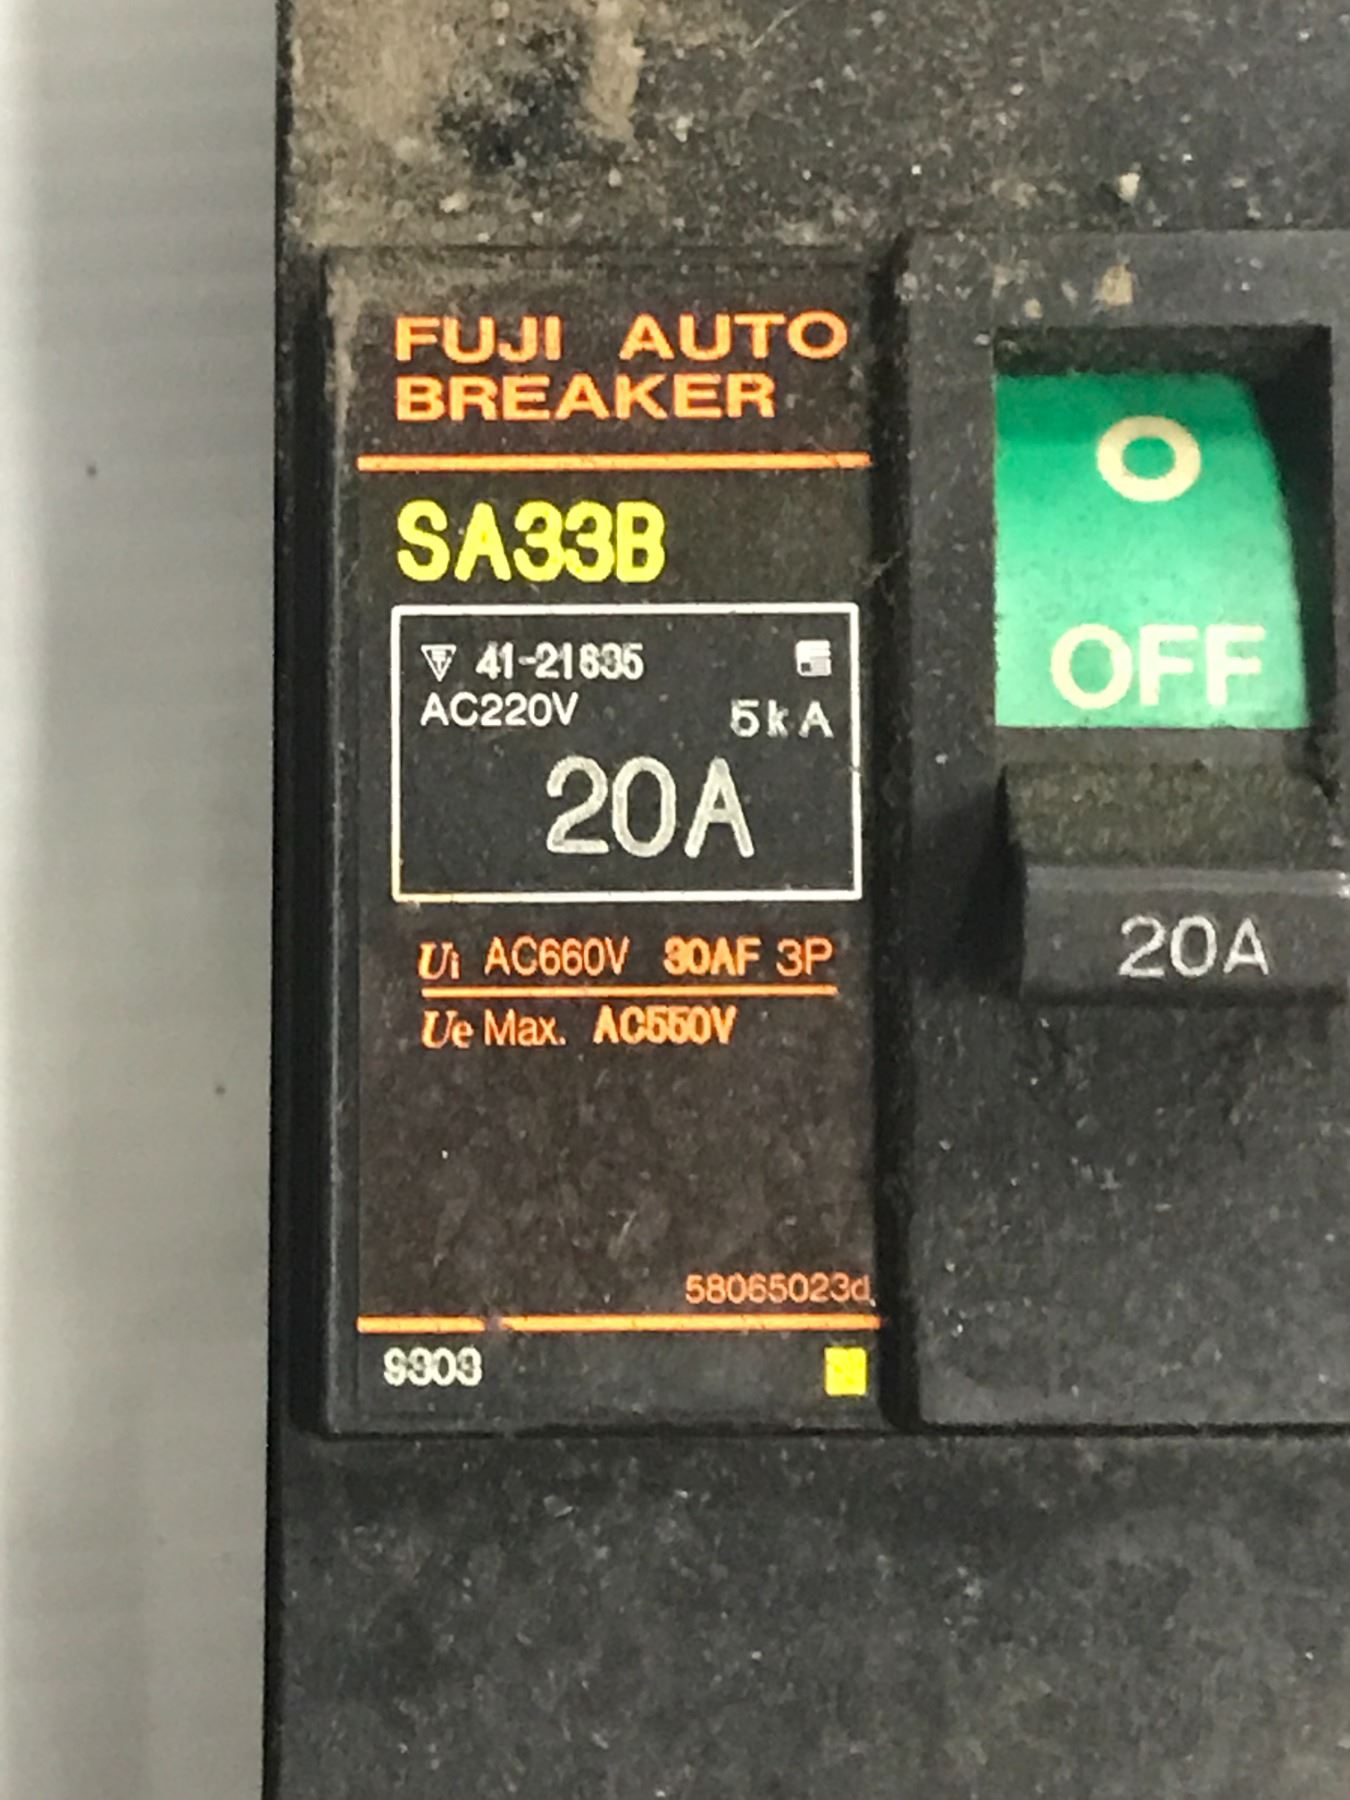 FUJI AUTO
BREAKER
SA33B
41-21635
AC220V 5kA
20A
Ui AC660V 30AF 3P
Ue Max. AC550V
58065023d
9303
O
OFF
20A